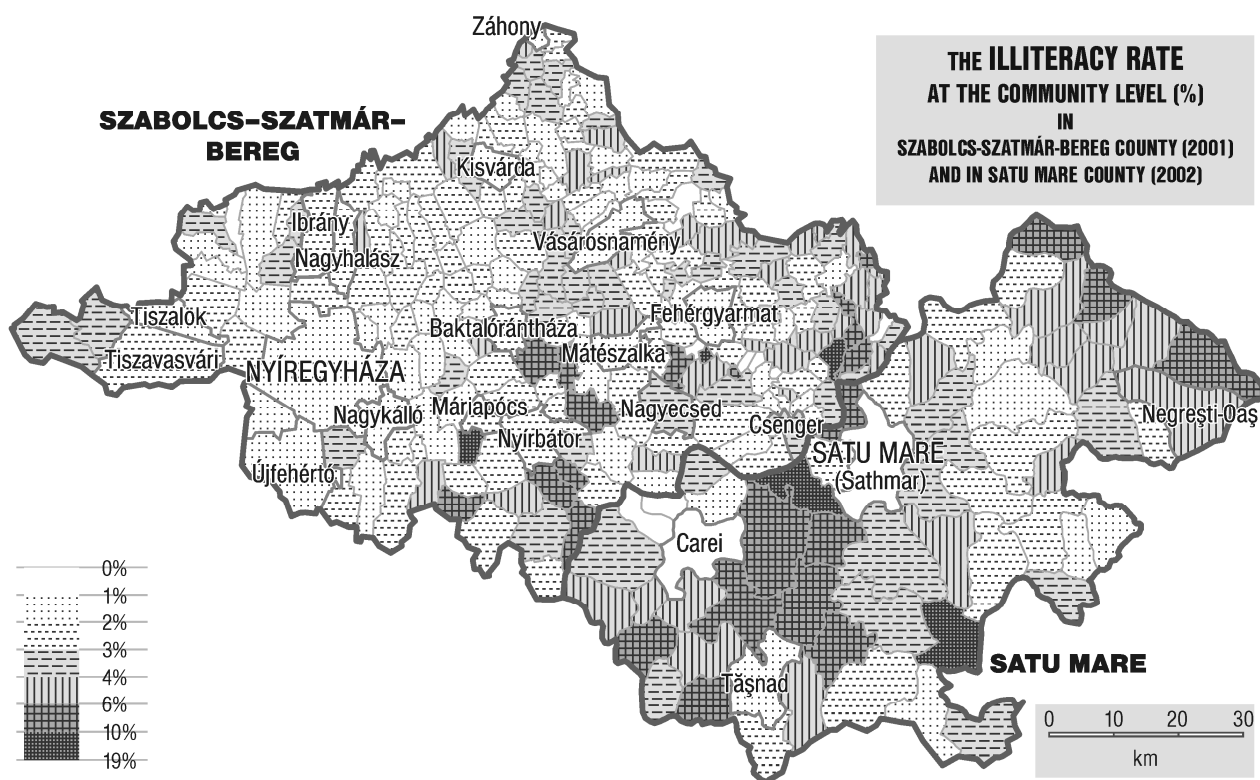 Záhony
THE ILLITERACY RATE
AT THE COMMUNITY LEVEL (%)
IN
SZABOLCS-SZATMÁR-BEREG COUNTY (2001)
AND IN SATU MARE COUNTY (2002)
SZABOLCS–SZATMÁR–
BEREG
Kisvárda
Ibrány
Vásárosnamény
Nagyhalász
Tiszalök
Fehérgyarmat
Baktalórántháza
Mátészalka
Tiszavasvári
NYÍREGYHÁZA
Nagykálló
Máriapócs
Nagyecsed
Negrești-Oaș
Csenger
Nyírbátor
SATU MARE
(Sathmar)
Újfehértó
Carei
0%
1%
2%
3%
4%
6%
10%
19%
SATU MARE
Tășnad
0 10 20 30
km